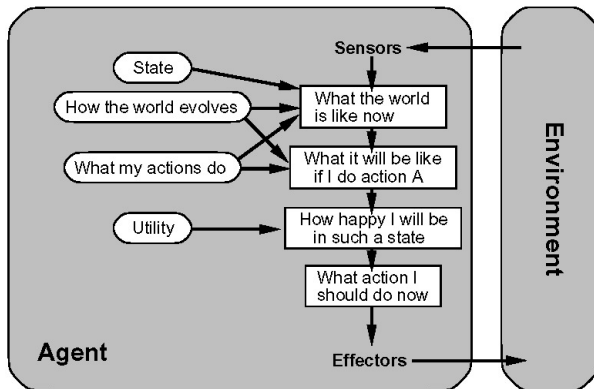 Sensors
State
How the world evolves
What the world
is like now
What my actions do
What it will be like
if I do action A
Utility
How happy I will be
in such a state
What action I
should do now
Agent
Effectors
Environment